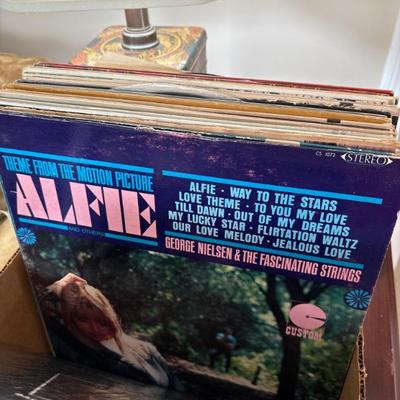 CS 1072 STEREO
THEME FROM THE MOTION PICTURE
ALFIE
AND OTHERS
ALFIE · WAY TO THE STARS
LOVE THEME · TO YOU MY LOVE
TILL DAWN · OUT OF MY DREAMS
MY LUCKY STAR · FLIRTATION WALTZ
OUR LOVE MELODY · JEALOUS LOVE
GEORGE NIELSEN & THE FASCINATING STRINGS
C
CUSTOM